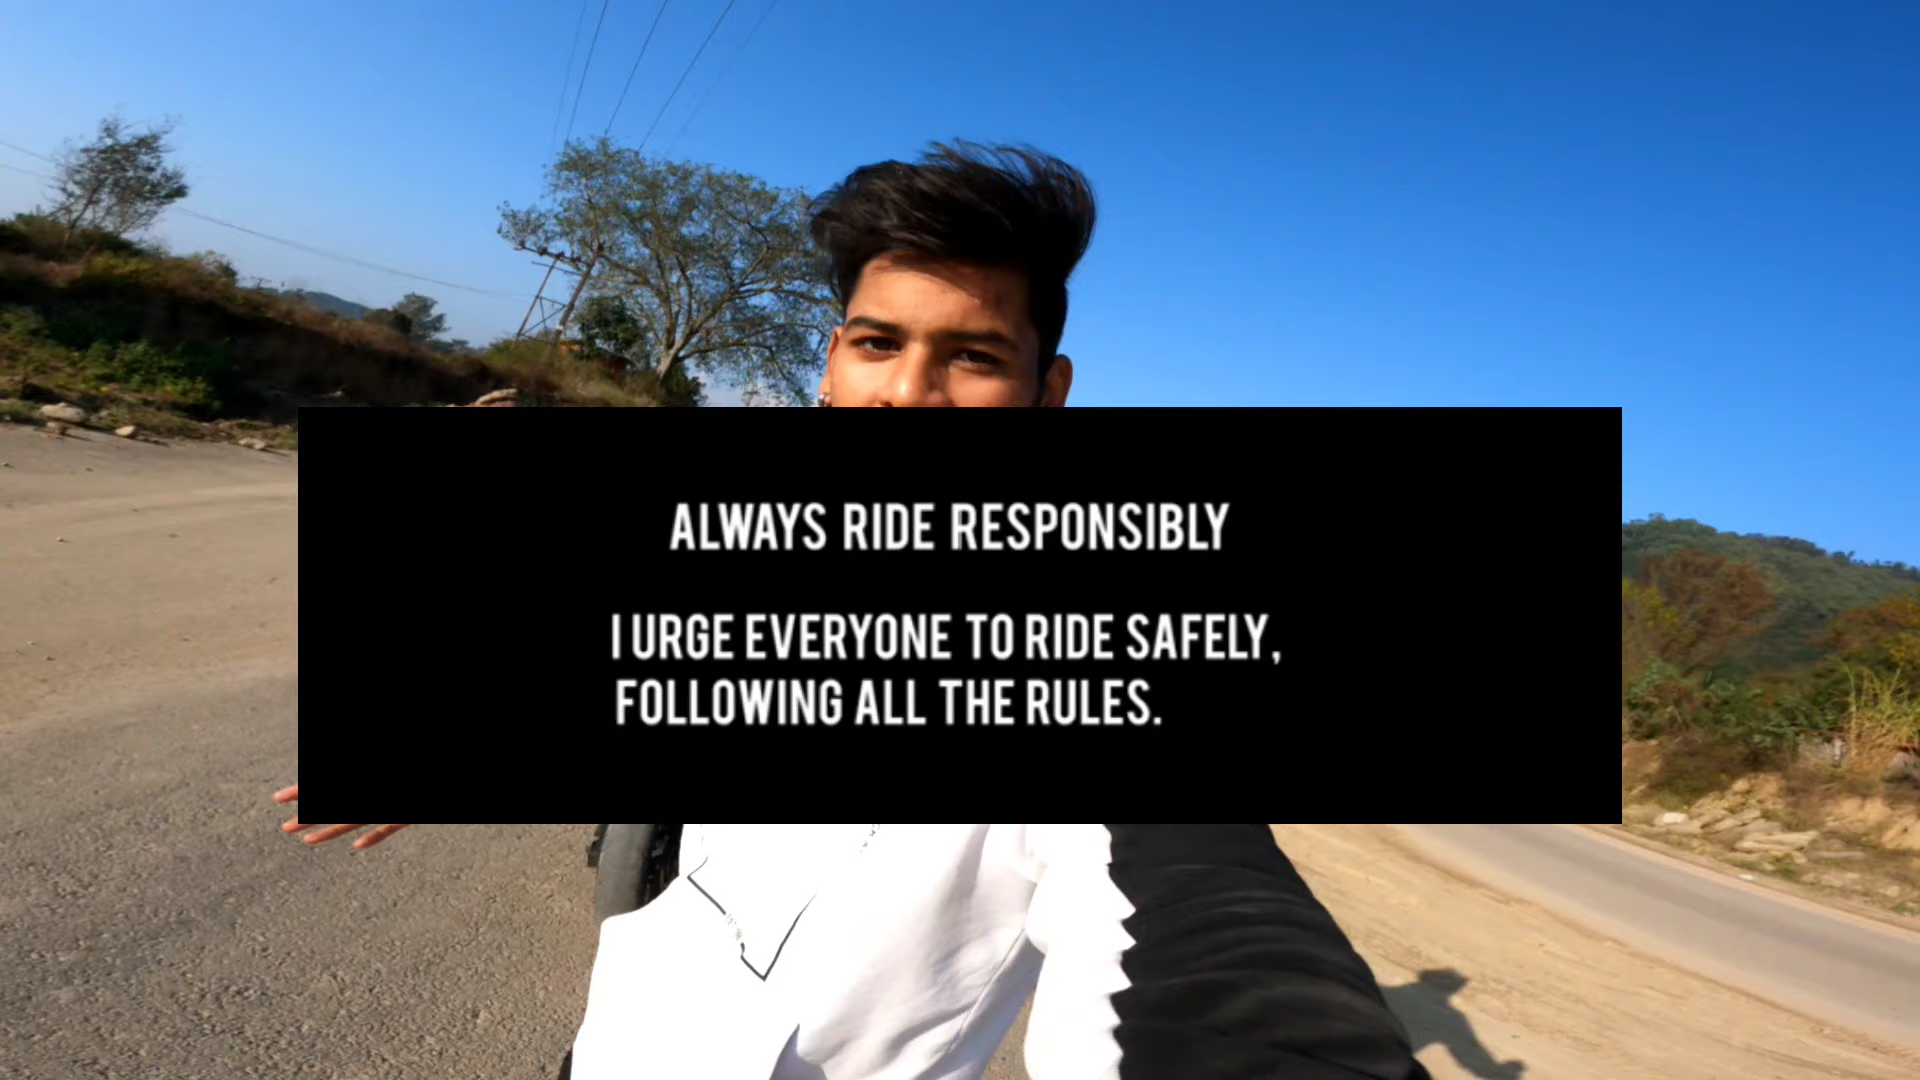 ALWAYS RIDE RESPONSIBLY
I URGE EVERYONE TO RIDE SAFELY,
FOLLOWING ALL THE RULES.